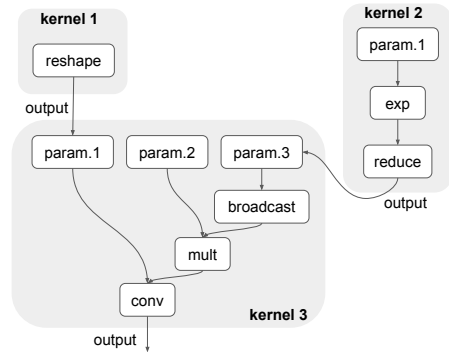 kernel 1
reshape
output
kernel 2
param.1
exp
reduce
output
param.1
param.2
param.3
broadcast
mult
conv
kernel 3
output